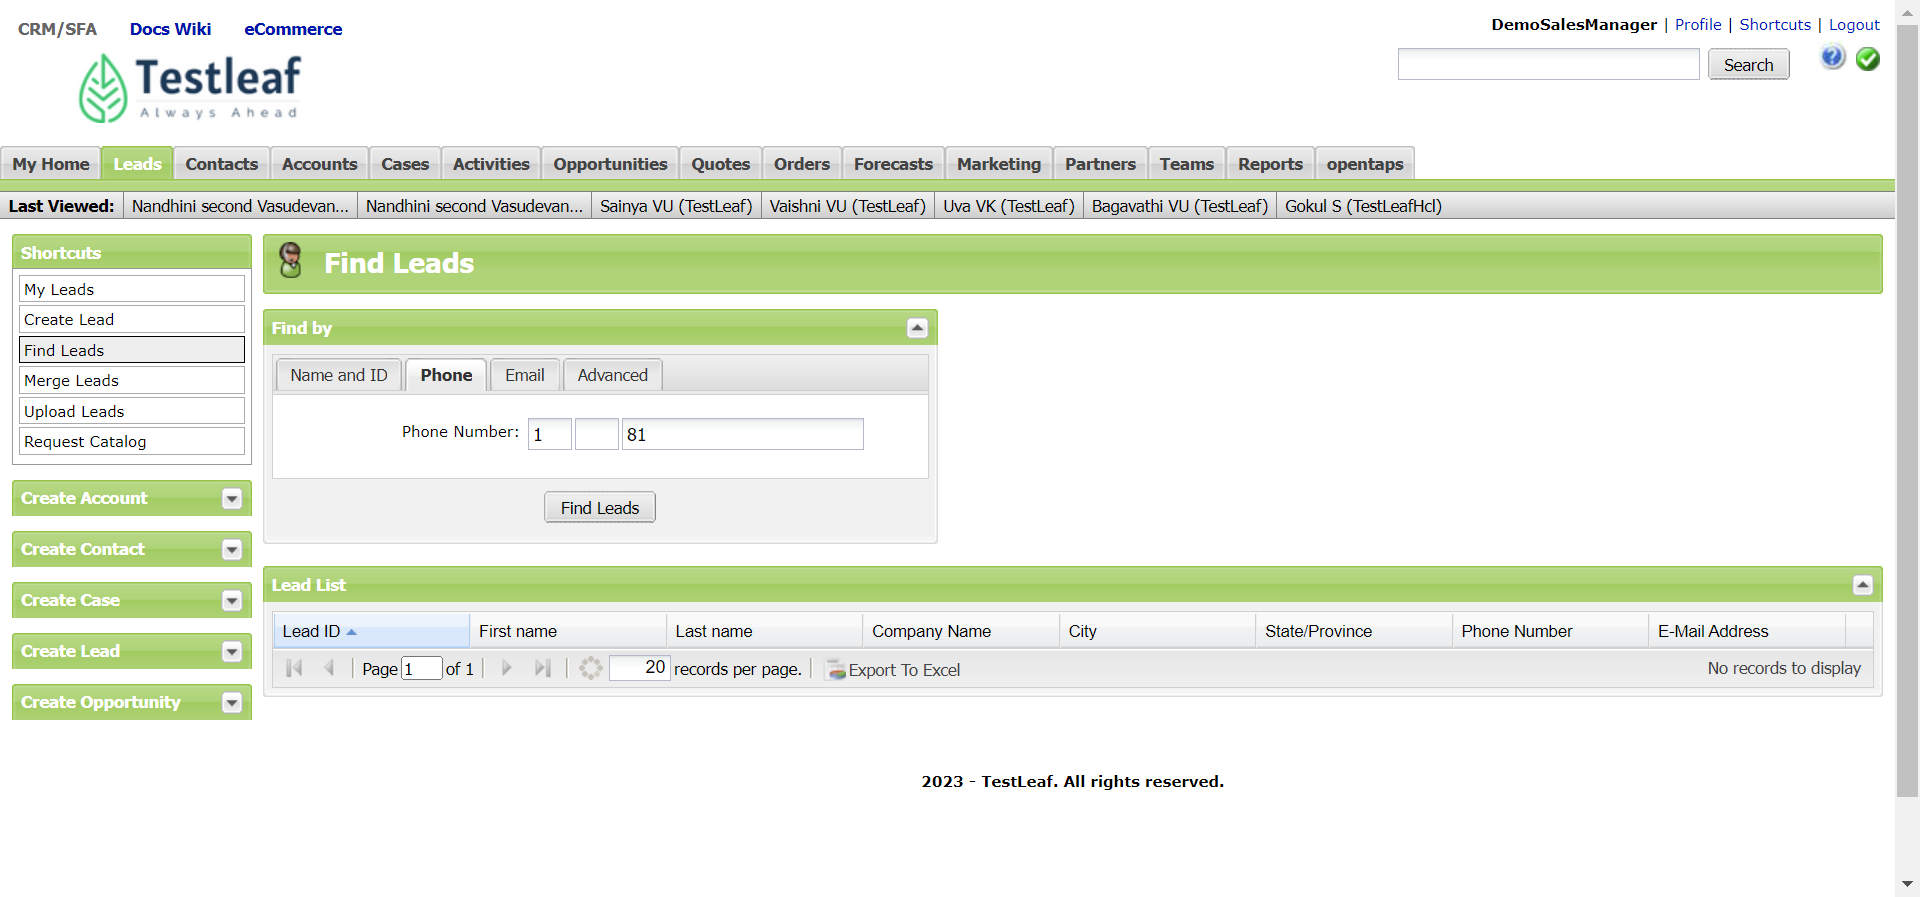 CRM/SFA Docs Wiki eCommerce
DemoSalesManager | Profile | Shortcuts | Logout
Testleaf
Always Ahead
Search
My Home Leads Contacts Accounts Cases Activities Opportunities Quotes Orders Forecasts Marketing Partners Teams Reports opentaps
Last Viewed: Nandhini second Vasudevan... Nandhini second Vasudevan... Sainya VU (TestLeaf) Vaishni VU (TestLeaf) Uva VK (TestLeaf) Bagavathi VU (TestLeaf) Gokul S (TestLeafHcl)
Shortcuts
My Leads
Create Lead
Find Leads
Merge Leads
Upload Leads
Request Catalog
Create Account
Create Contact
Create Case
Create Lead
Create Opportunity
Find Leads
Find by
Name and ID Phone Email Advanced
Phone Number: 1 81
Find Leads
Lead List
Lead ID First name Last name Company Name City State/Province Phone Number E-Mail Address
Page 1 of 1 20 records per page. Export To Excel No records to display
2023 - TestLeaf. All rights reserved.